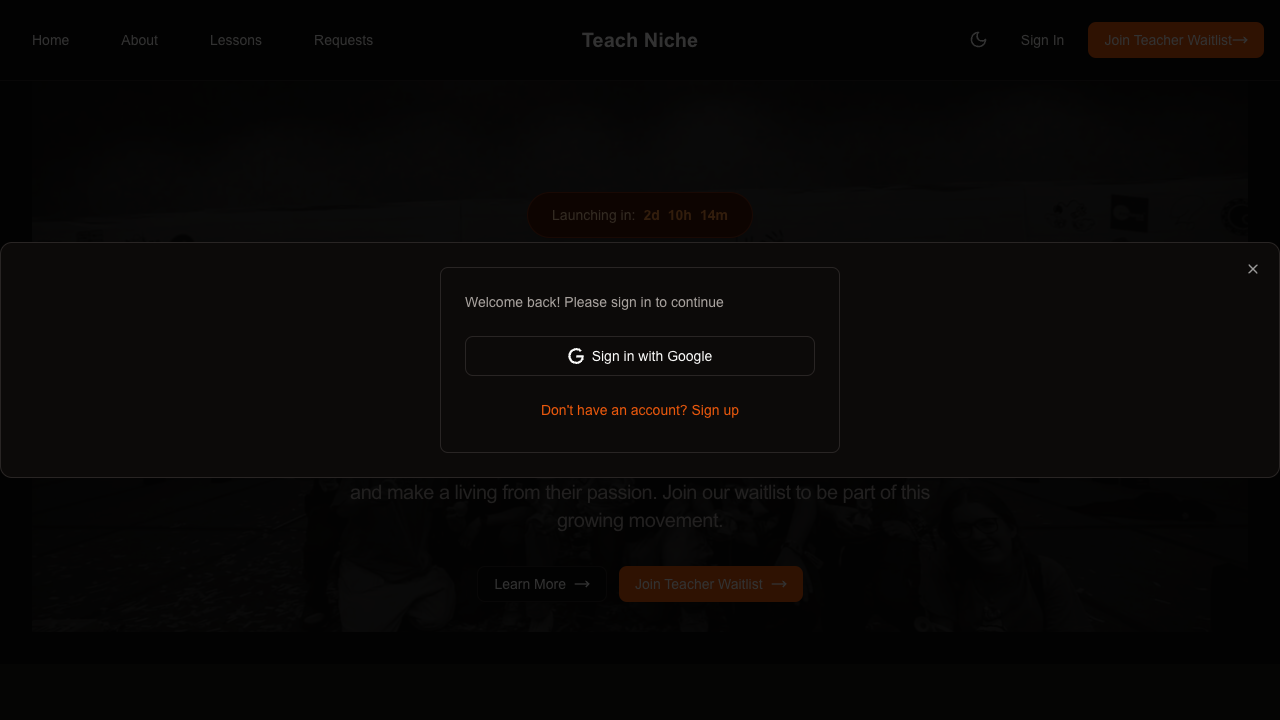 Home
About
Lessons
Requests
Teach Niche
Sign In
Join Teacher Waitlist
Launching in: 2d 10h 14m
Welcome back! Please sign in to continue
Sign in with Google
Don't have an account? Sign up
and make a living from their passion. Join our waitlist to be part of this
growing movement.
Learn More
Join Teacher Waitlist